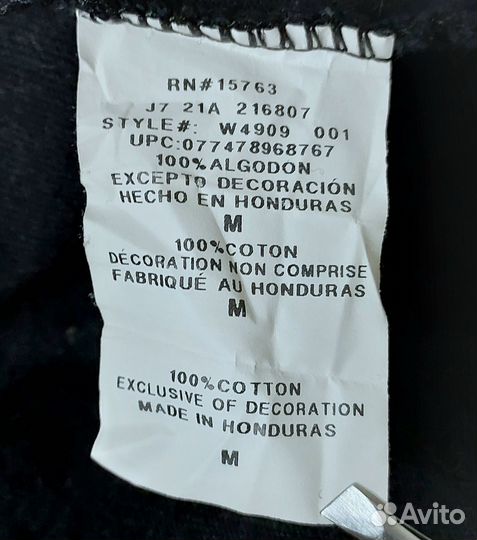 RN#15763
J7 21A 216807
STYLE#: W4909 001
UPC:077478968767
100%ALGODON
EXCEPTO DECORACIÓN
HECHO EN HONDURAS
M
100%COTON
DÉCORATION NON COMPRISE
FABRIQUÉ AU HONDURAS
M
100%COTTON
EXCLUSIVE OF DECORATION
MADE IN HONDURAS
M
Avito